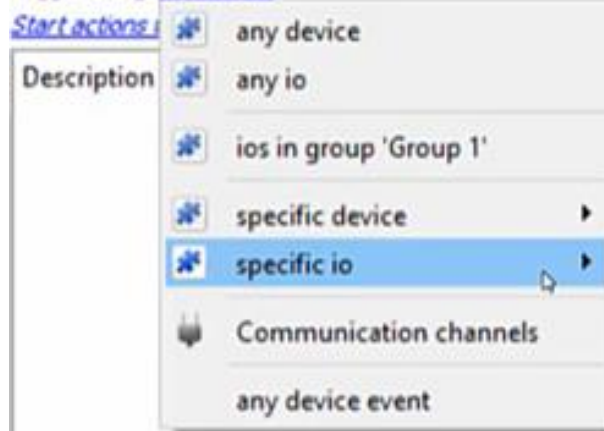 Start actions
any device
Description
any io
ios in group 'Group 1'
specific device
specific io
Communication channels
any device event